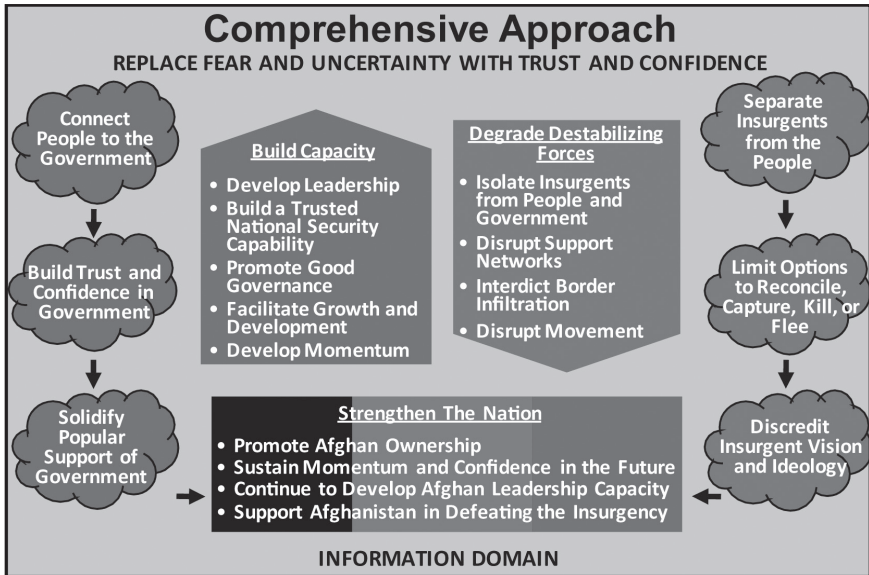 Comprehensive Approach
REPLACE FEAR AND UNCERTAINTY WITH TRUST AND CONFIDENCE
Connect
People to the
Government
Build Trust and
Confidence in
Government
Solidify
Popular
Support of
Government
Build Capacity
• Develop Leadership
• Build a Trusted
National Security
Capability
• Promote Good
Governance
• Facilitate Growth and
Development
• Develop Momentum
Degrade Destabilizing
Forces
• Isolate Insurgents
from People and
Government
• Disrupt Support
Networks
• Interdict Border
Infiltration
• Disrupt Movement
Separate
Insurgents
from the
People
Limit Options
to Reconcile,
Capture, Kill, or
Flee
Discredit
Insurgent Vision
and Ideology
Strengthen The Nation
• Promote Afghan Ownership
• Sustain Momentum and Confidence in the Future
• Continue to Develop Afghan Leadership Capacity
• Support Afghanistan in Defeating the Insurgency
INFORMATION DOMAIN